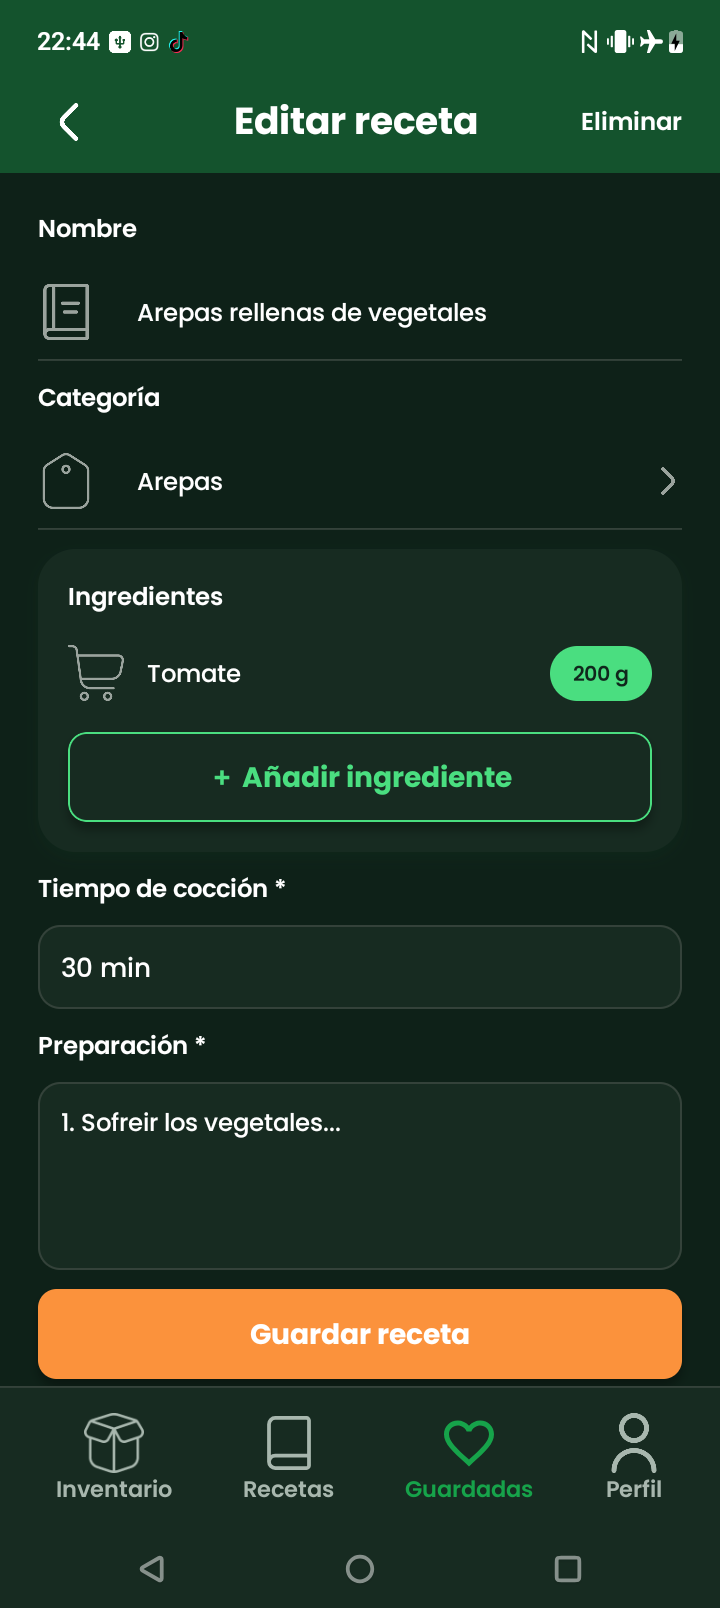 22:44
Editar receta
Eliminar
Nombre
Arepas rellenas de vegetales
Categoría
Arepas
Ingredientes
Tomate
200 g
+ Añadir ingrediente
Tiempo de cocción *
30 min
Preparación *
1. Sofreir los vegetales...
Guardar receta
Inventario
Recetas
Guardadas
Perfil